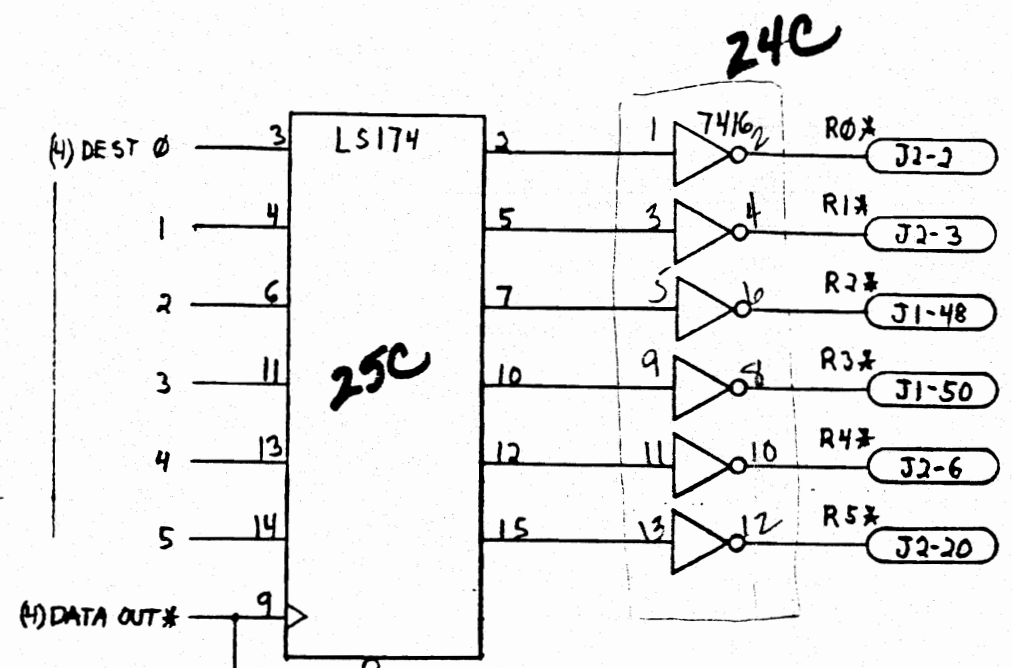 24C
LS174
(4) DEST 0 3 2 1 7416 2 R0* J2-2
1 4 5 3 4 R1* J2-3
2 6 7 5 6 R2* J1-48
25C
3 11 10 9 8 R3* J1-50
4 13 12 11 10 R4* J2-6
5 14 15 13 12 R5* J2-20
(4) DATA OUT* 9